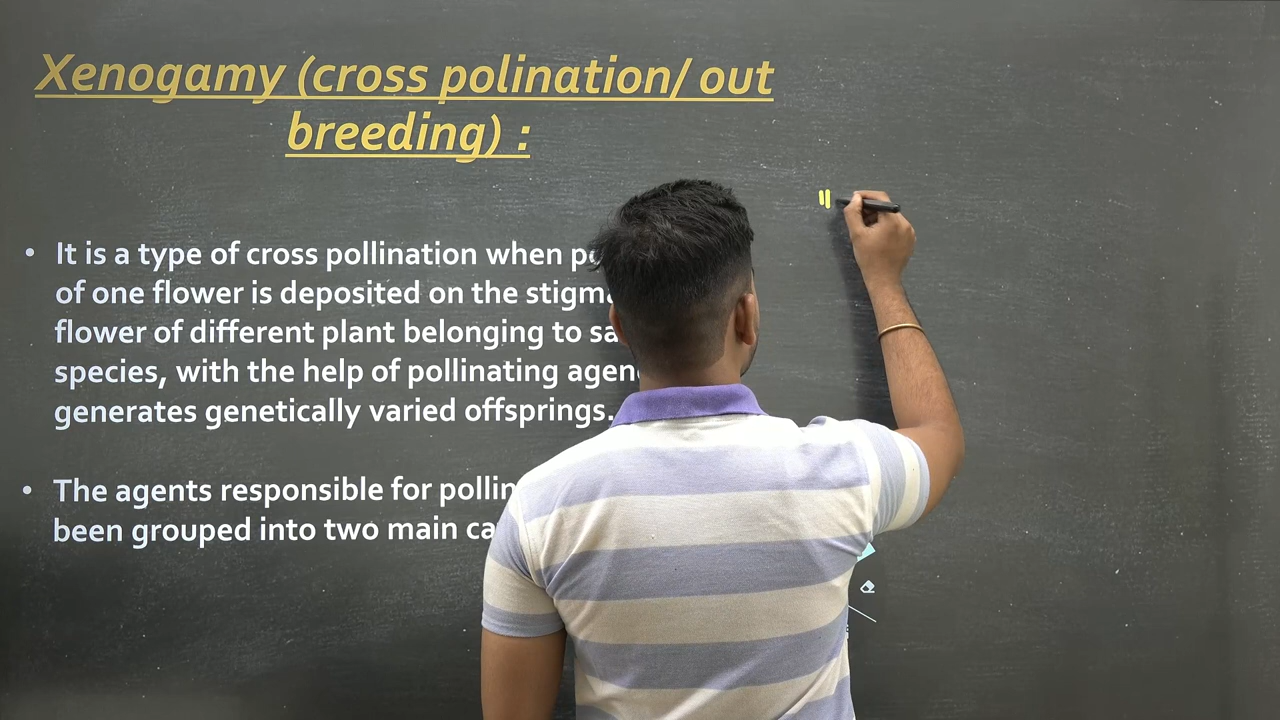 Xenogamy (cross polination/ out
breeding) :
• It is a type of cross pollination when
of one flower is deposited on the stigma
flower of different plant belonging to
species, with the help of pollinating
generates genetically varied offsprings.
• The agents responsible for
been grouped into two main